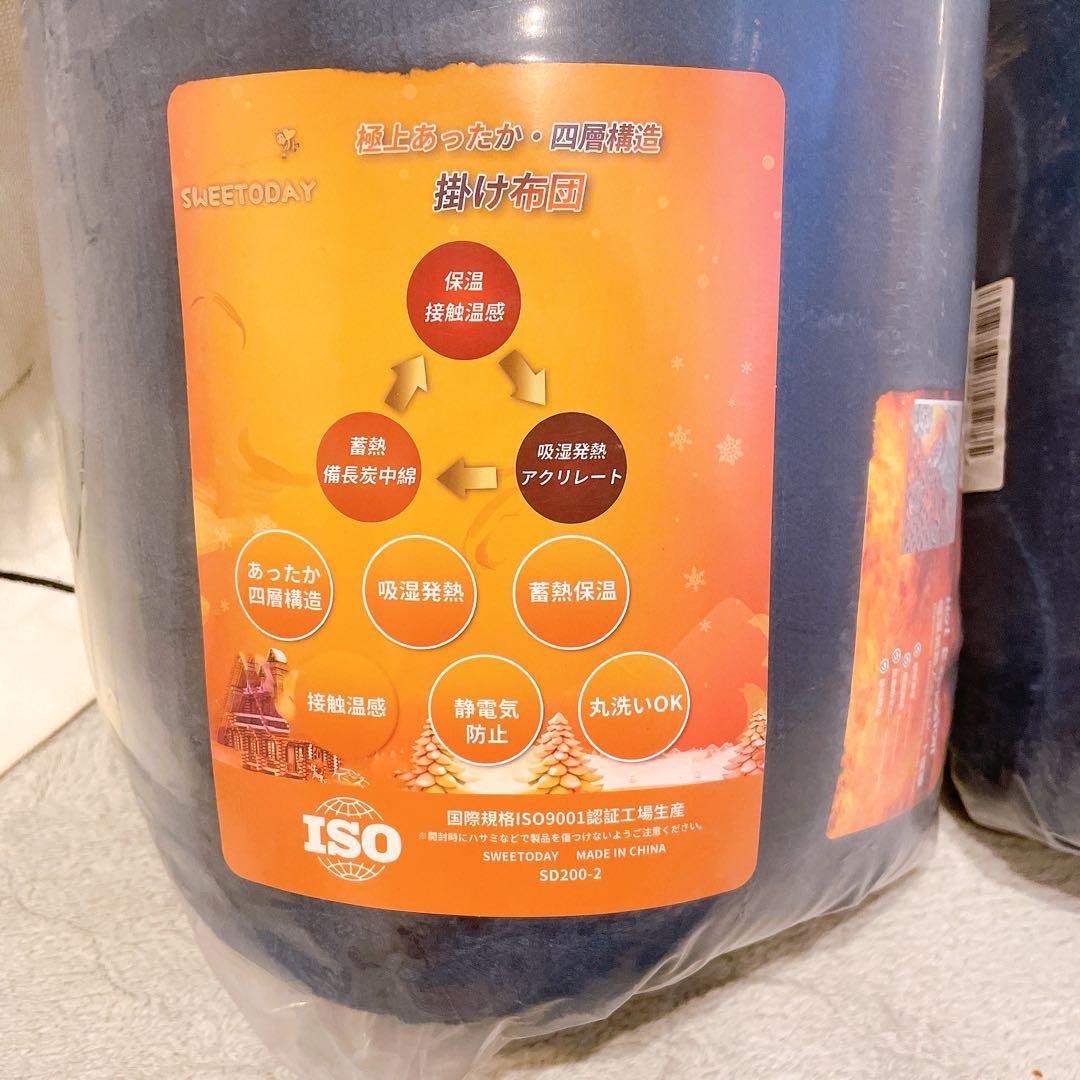 極上あったか・四層構造
SWEETODAY
掛け布団
保温
接触温感
蓄熱
備長炭中綿
吸湿発熱
アクリレート
あったか
四層構造
吸湿発熱
蓄熱保温
接触温感
静電気
防止
丸洗いOK
ISO
国際規格ISO9001認証工場生産
※開封時にハサミなどで製品を傷つけないようご注意ください。
SWEETODAY MADE IN CHINA
SD200-2